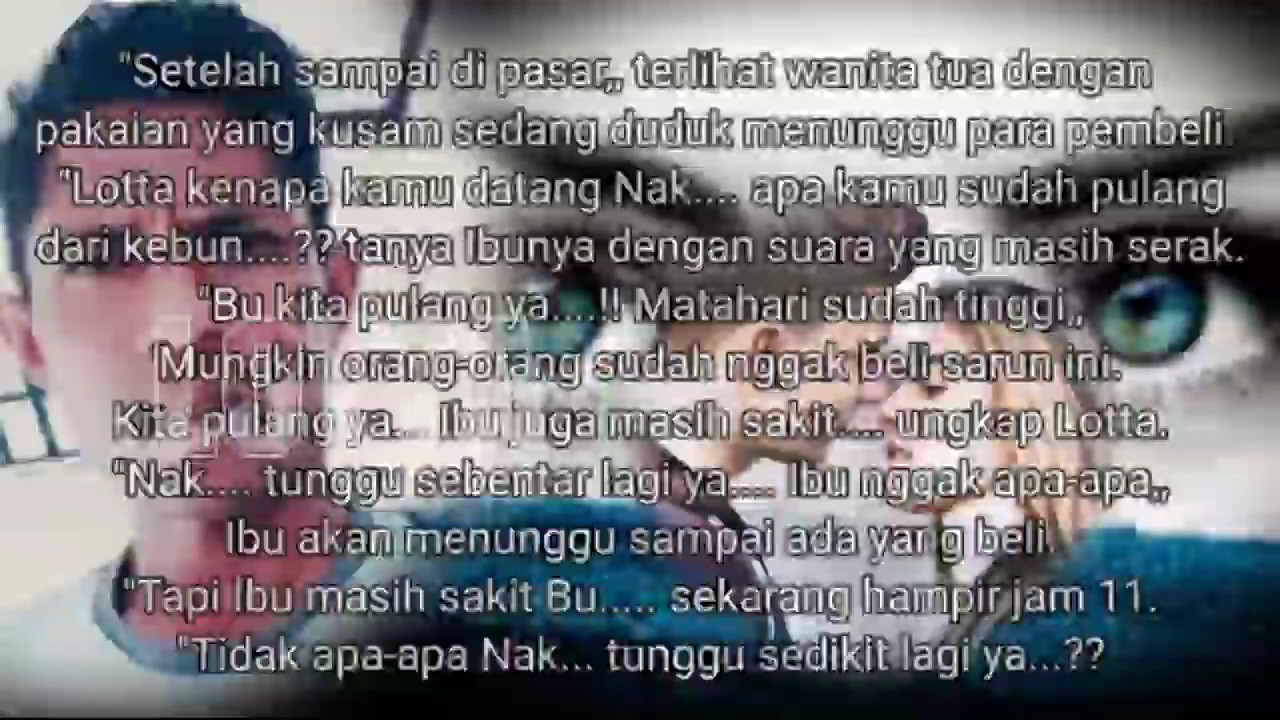 "Setelah sampai di pasar,, terlihat wanita tua dengan
pakaian yang kusam sedang duduk menunggu para pembeli.
"Lotta kenapa kamu datang Nak.... apa kamu sudah pulang
dari kebun....?? tanya Ibunya dengan suara yang masih serak.
"Bu kita pulang ya....!! Matahari sudah tinggi,,
'Mungkin orang-orang sudah nggak beli sarun ini.
Kita pulang ya.... Ibu juga masih sakit.... ungkap Lotta.
"Nak.... tunggu sebentar lagi ya.... Ibu nggak apa-apa,,
Ibu akan menunggu sampai ada yang beli.
"Tapi Ibu masih sakit Bu..... sekarang hampir jam 11.
"Tidak apa-apa Nak... tunggu sedikit lagi ya...??